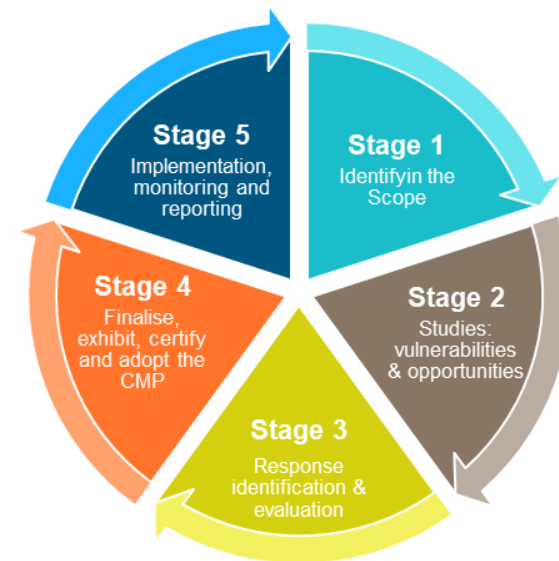 Stage 1
Identifyin the
Scope
Stage 2
Studies:
vulnerabilities
& opportunities
Stage 3
Response
identification &
evaluation
Stage 4
Finalise,
exhibit, certify
and adopt the
CMP
Stage 5
Implementation,
monitoring and
reporting